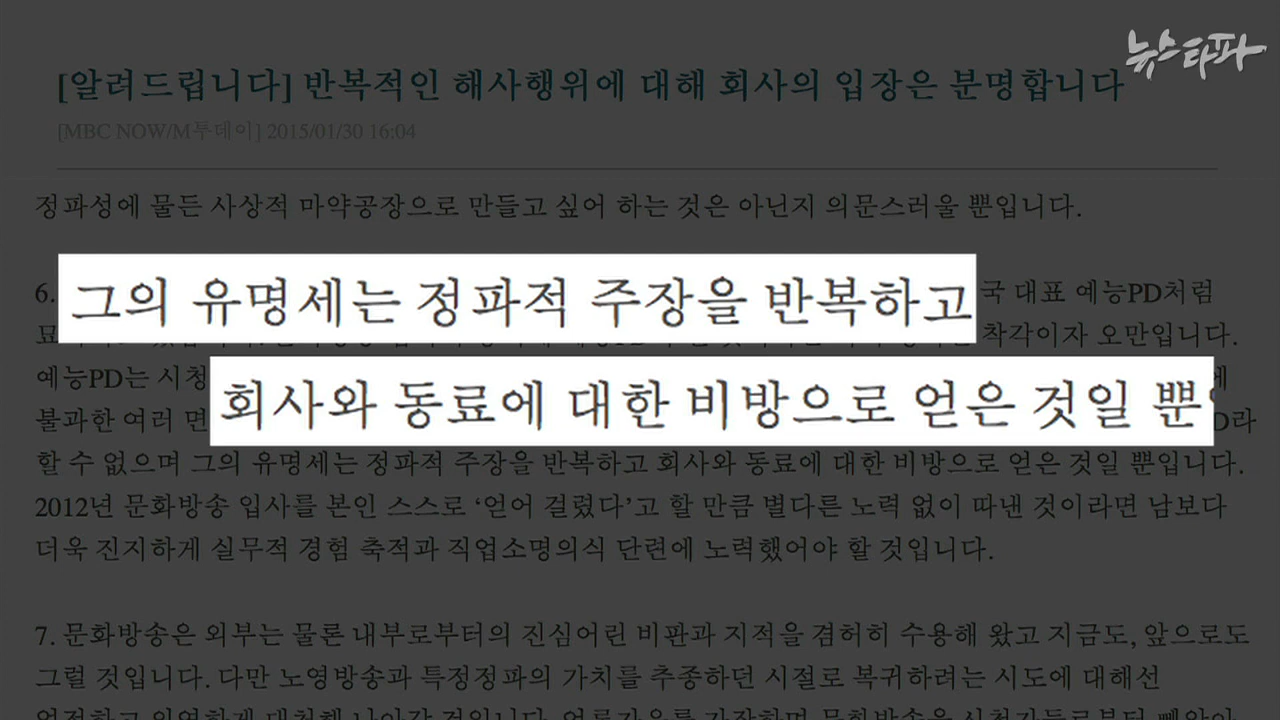 뉴스타파
[알려드립니다] 반복적인 해사행위에 대해 회사의 입장은 분명합니다
[MBC NOW/M투데이] 2015/01/30 16:04
정파성에 물든 사상적 마약공장으로 만들고 싶어 하는 것은 아닌지 의문스러울 뿐입니다.
그의 유명세는 정파적 주장을 반복하고
회사와 동료에 대한 비방으로 얻은 것일 뿐
6. 국 대표 예능PD처럼
착각이자 오만입니다.
예능PD는 시청
불과한 여러 면
할 수 없으며 그의 유명세는 정파적 주장을 반복하고 회사와 동료에 대한 비방으로 얻은 것일 뿐입니다.
2012년 문화방송 입사를 본인 스스로 ‘얻어 걸렸다’고 할 만큼 별다른 노력 없이 따낸 것이라면 남보다
더욱 진지하게 실무적 경험 축적과 직업소명의식 단련에 노력했어야 할 것입니다.
7. 문화방송은 외부는 물론 내부로부터의 진심어린 비판과 지적을 겸허히 수용해 왔고 지금도, 앞으로도
그럴 것입니다. 다만 노영방송과 특정정파의 가치를 추종하던 시절로 복귀하려는 시도에 대해선